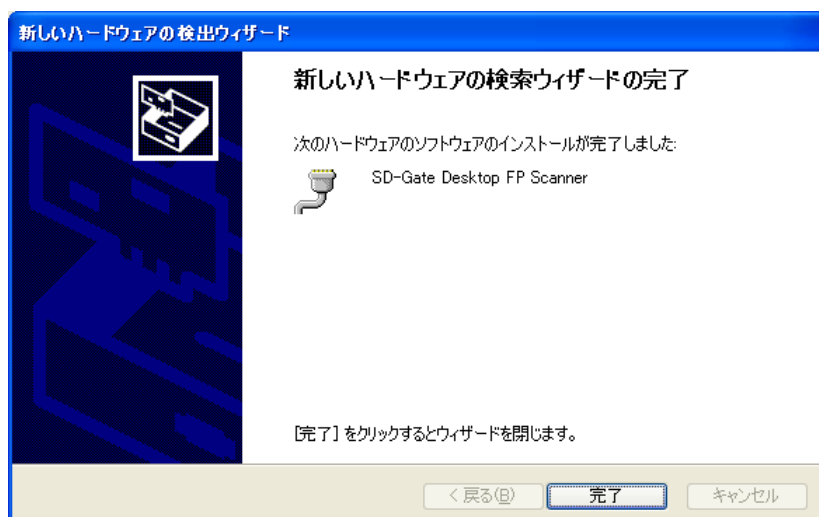 新しいハードウェアの検出ウィザード
新しいハードウェアの検索ウィザードの完了
次のハードウェアのソフトウェアのインストールが完了しました:
SD-Gate Desktop FP Scanner
[完了] をクリックするとウィザードを閉じます。
< 戻る(B) 完了 キャンセル